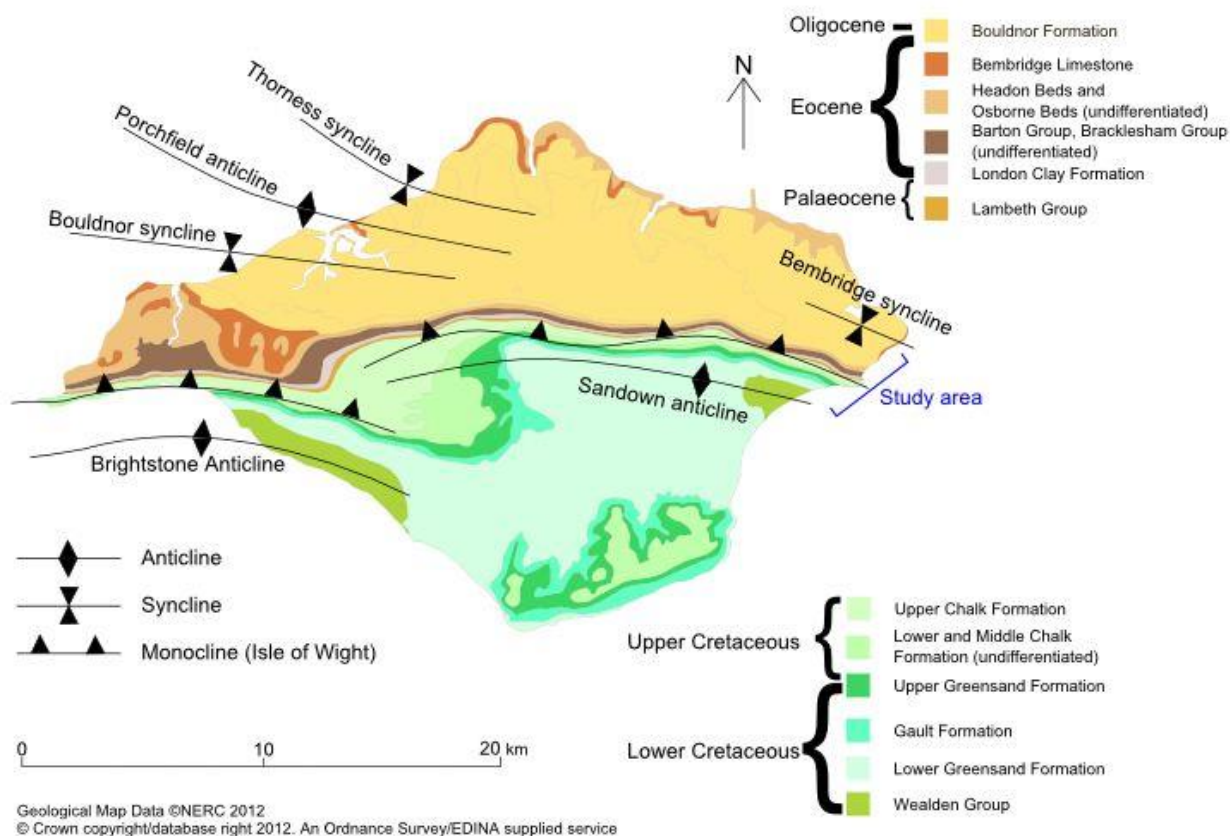 Oligocene
Bouldnor Formation
Bembridge Limestone
Eocene
Headon Beds and
Osborne Beds (undifferentiated)
Barton Group, Bracklesham Group
(undifferentiated)
London Clay Formation
Palaeocene
Lambeth Group
N
Thorness syncline
Porchfield anticline
Bouldnor syncline
Bembridge syncline
Sandown anticline
Study area
Brightstone Anticline
Anticline
Syncline
Monocline (Isle of Wight)
Upper Cretaceous
Upper Chalk Formation
Lower and Middle Chalk
Formation (undifferentiated)
Upper Greensand Formation
Gault Formation
Lower Cretaceous
Lower Greensand Formation
Wealden Group
0 10 20 km
Geological Map Data ©NERC 2012
© Crown copyright/database right 2012. An Ordnance Survey/EDINA supplied service